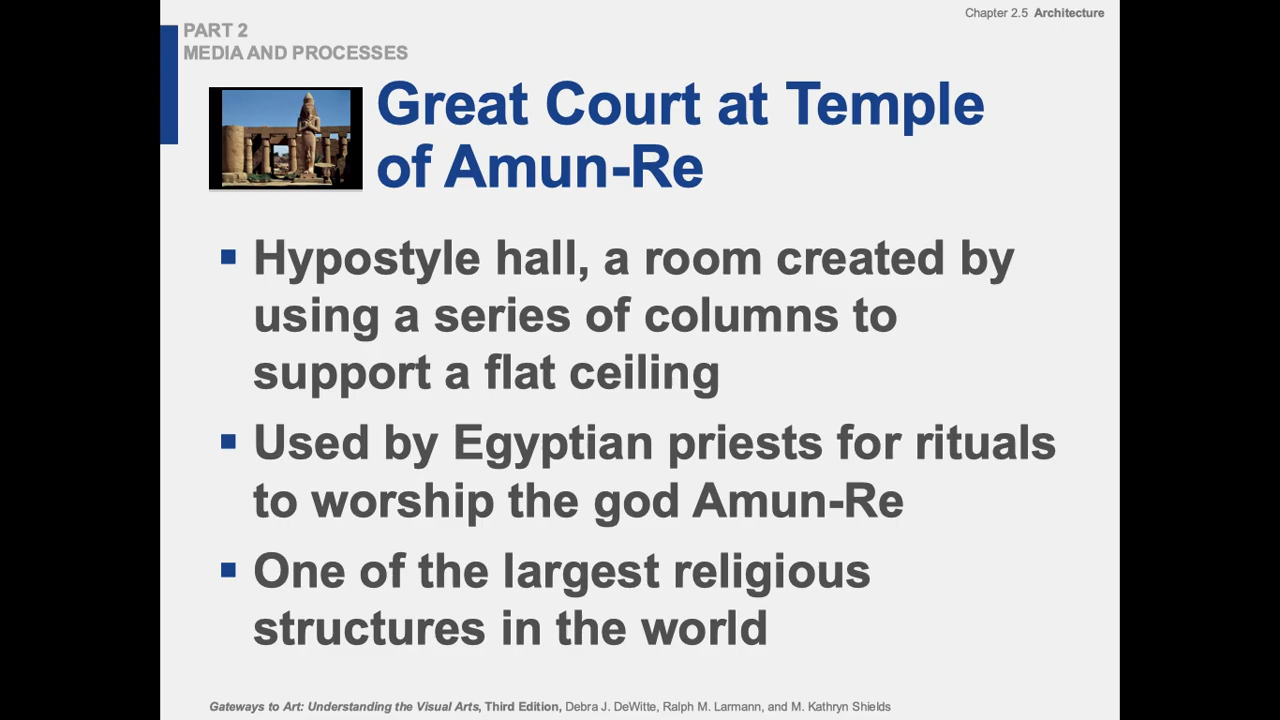 Chapter 2.5 Architecture
PART 2
MEDIA AND PROCESSES
Great Court at Temple
of Amun-Re
▪ Hypostyle hall, a room created by
using a series of columns to
support a flat ceiling
▪ Used by Egyptian priests for rituals
to worship the god Amun-Re
▪ One of the largest religious
structures in the world
Gateways to Art: Understanding the Visual Arts, Third Edition, Debra J. DeWitte, Ralph M. Larmann, and M. Kathryn Shields